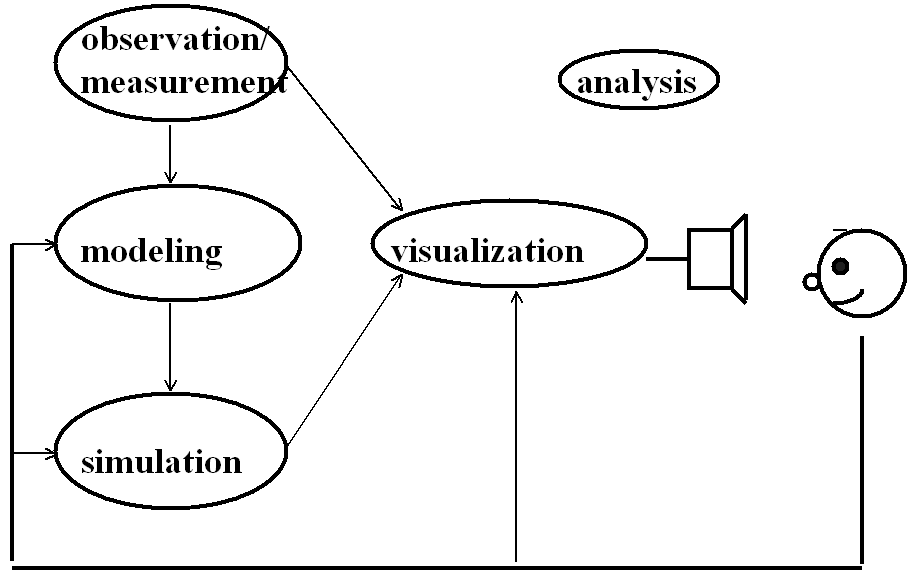 observation/
measurement
analysis
modeling
visualization
simulation